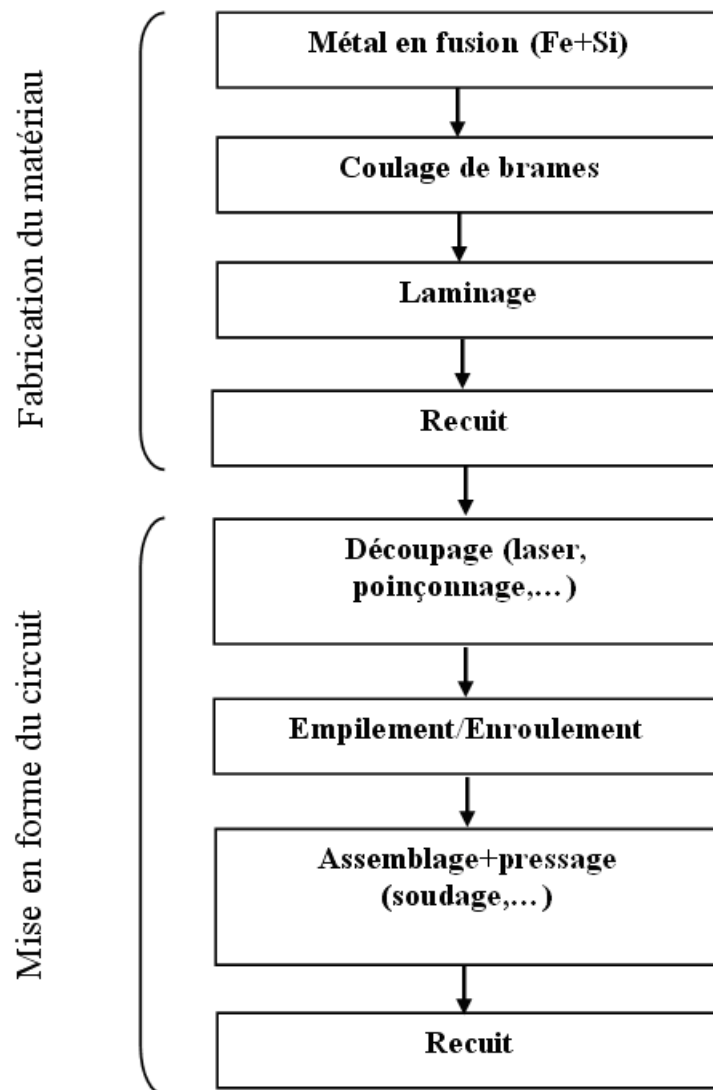 Fabrication du matériau
Métal en fusion (Fe+Si)
Coulage de brames
Laminage
Recuit
Mise en forme du circuit
Découpage (laser,
poinçonnage,…)
Empilement/Enroulement
Assemblage+pressage
(soudage,…)
Recuit